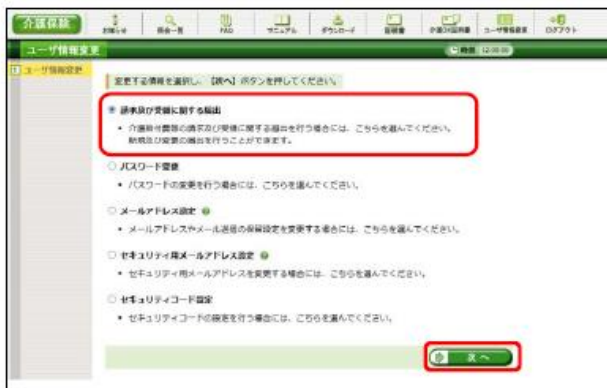 介護保険
お知らせ
照会一覧
FAQ
マニュアル
ダウンロード
証明書
ユーザ情報変更
ログアウト
ユーザ情報変更
時刻 12:00:00
ユーザ情報変更
変更する情報を選択し、【次へ】ボタンを押してください。
請求及び受領に関する届出
・ 介護給付費等の請求及び受領に関する届出を行う場合には、こちらを選んでください。
新規及び変更の届出を行うことができます。
パスワード変更
・ パスワードの変更を行う場合には、こちらを選んでください。
メールアドレス設定
・ メールアドレスやメール送信の保留設定を変更する場合には、こちらを選んでください。
セキュリティ用メールアドレス設定
・ セキュリティ用メールアドレスを変更する場合には、こちらを選んでください。
セキュリティコード設定
・ セキュリティコードの設定を行う場合には、こちらを選んでください。
次へ